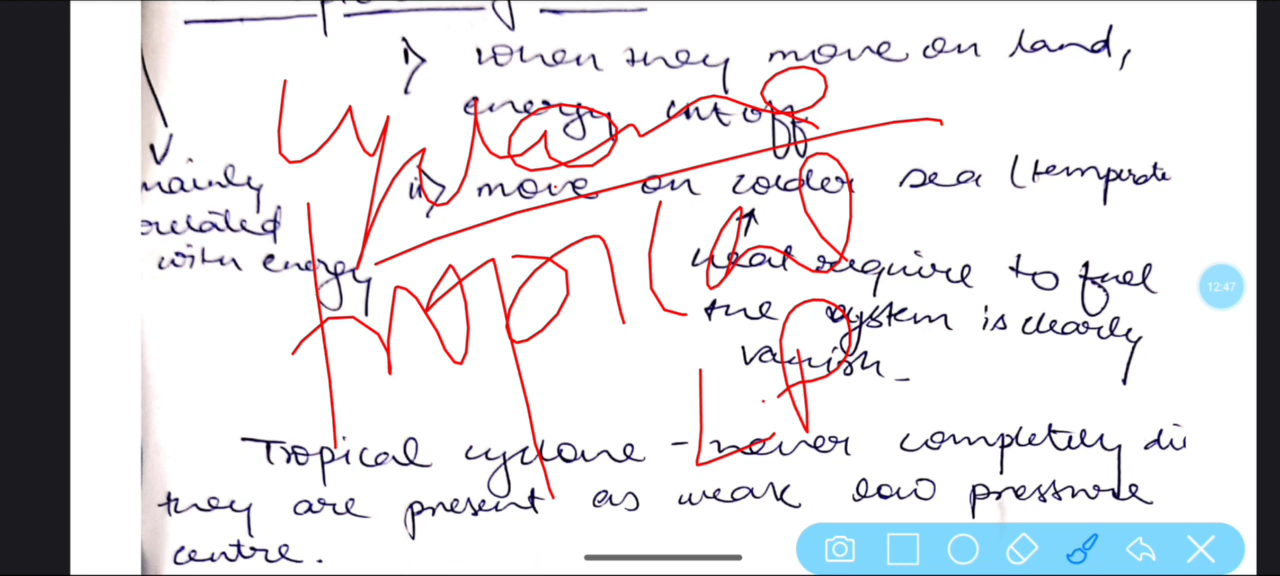 i) when they move on land,
energy cut off
ii) move on colder sea (temperate
mainly
related
with energy
heat require to fuel
the system is clearly
vanish.
Cyclone
Tropical
L.P
12:47
Tropical cyclone - never completely di
they are present as weak low pressure
centre.